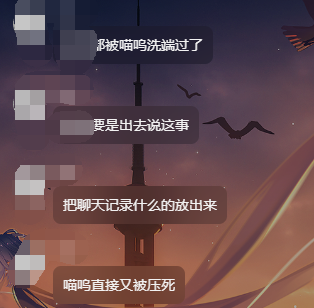 都被喵呜洗端过了
要是出去说这事
把聊天记录什么的放出来
喵呜直接又被压死